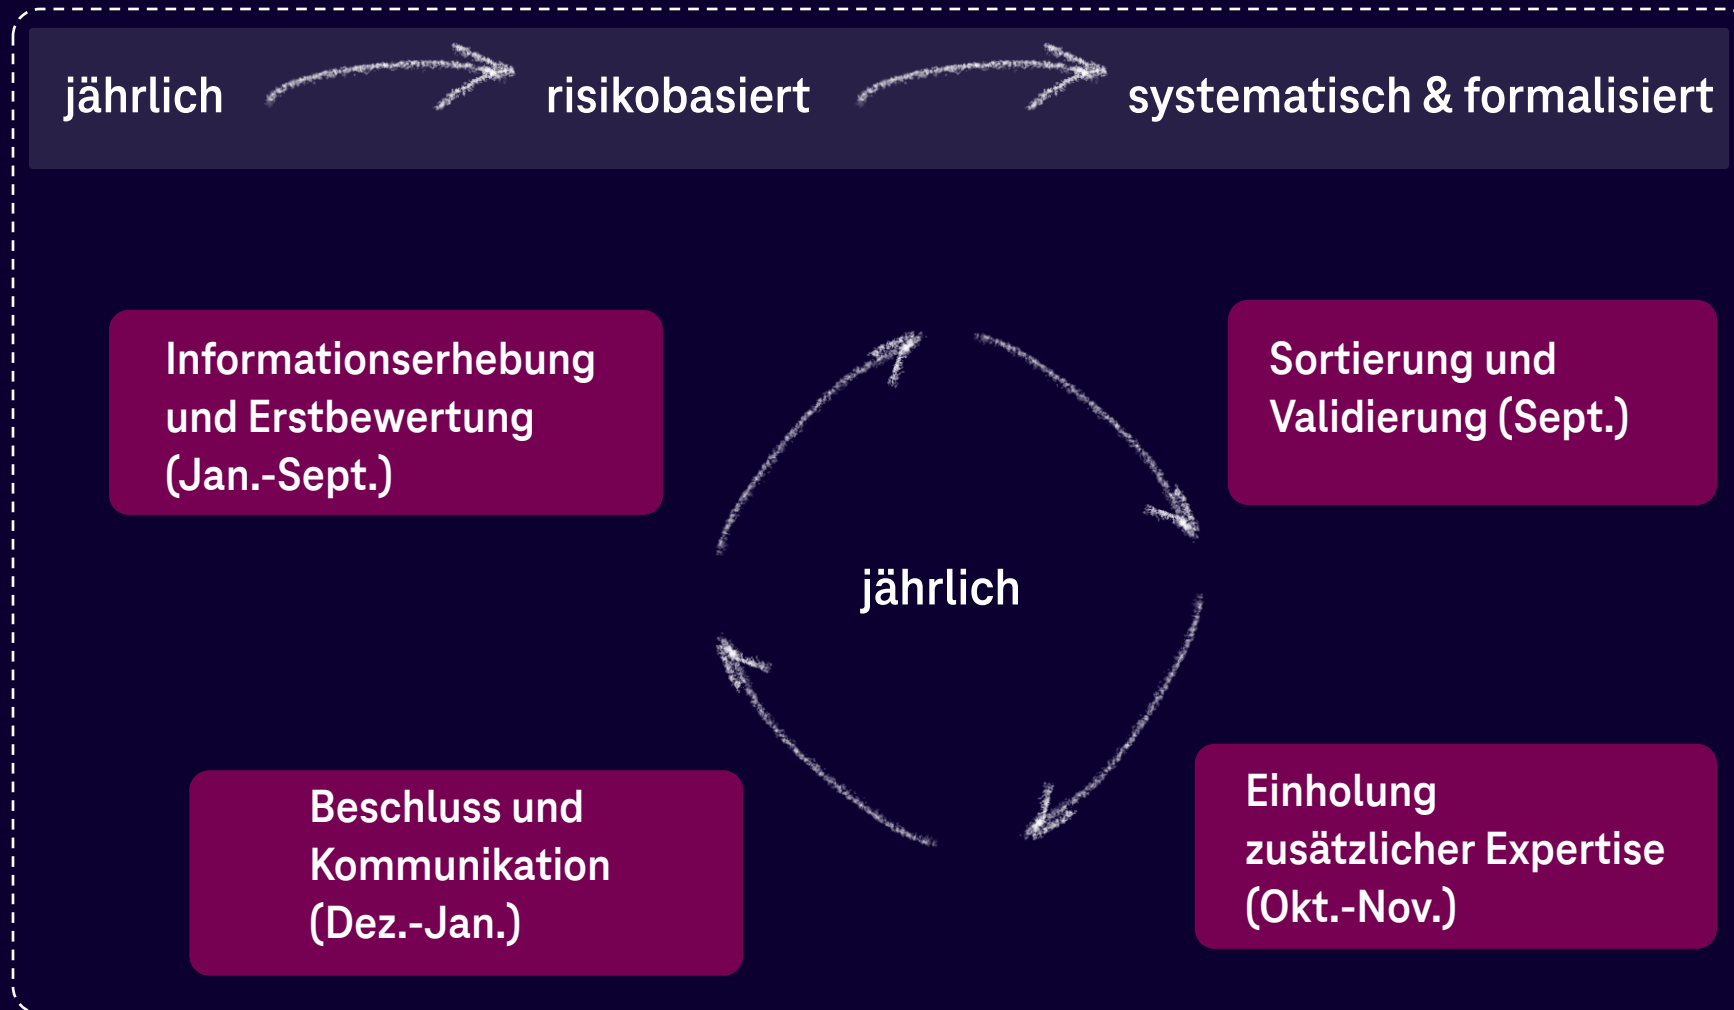 jährlich risikobasiert systematisch & formalisiert
Informationserhebung
und Erstbewertung
(Jan.-Sept.)
Sortierung und
Validierung (Sept.)
jährlich
Beschluss und
Kommunikation
(Dez.-Jan.)
Einholung
zusätzlicher Expertise
(Okt.-Nov.)